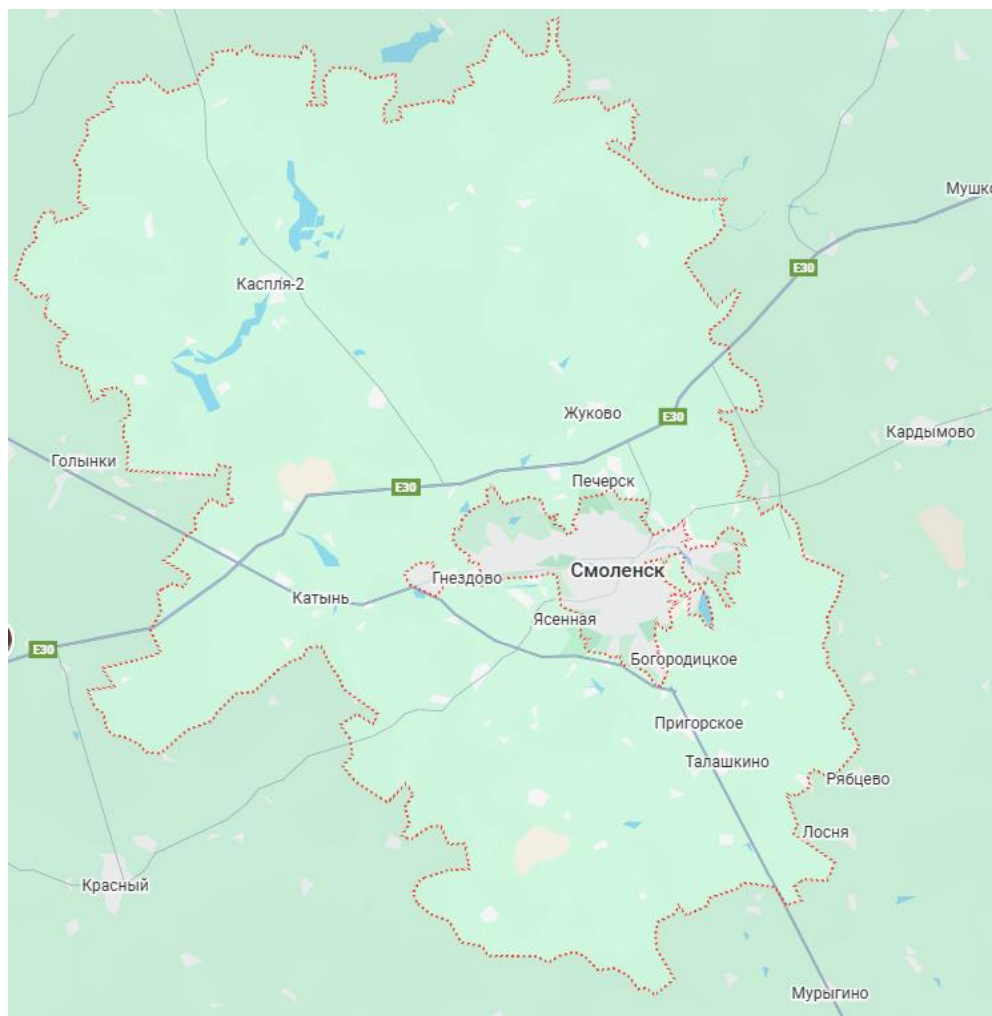 Мушко
E30
Каспля-2
Жуково
E30
Кардымово
Голынки
Печерск
E30
Смоленск
Гнездово
Катынь
Ясенная
E30
Богородицкое
Пригорское
Талашкино
Рябцево
Лосня
Красный
Мурыгино